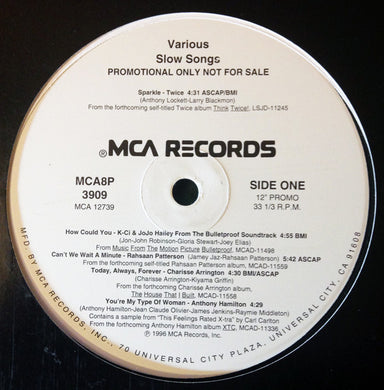 Various
Slow Songs
PROMOTIONAL ONLY NOT FOR SALE
Sparkle - Twice 4:31 ASCAP/BMI
(Anthony Lockett-Larry Blackmon)
From the forthcoming self-titled Twice album Think Twice!, LSJD-11245
®MCA RECORDS
MCA8P
3909
MCA 12739
SIDE ONE
12" PROMO
33 1/3 R.P.M.
How Could You - K-Ci & JoJo Hailey From The Bulletproof Soundtrack 4:55 BMI
(Jon-John Robinson-Gloria Stewart-Joey Elias)
From Music From The Motion Picture Bulletproof, MCAD-11498
Can't We Wait A Minute - Rahsaan Patterson (Jamey Jaz-Rahsaan Patterson) 5:42 ASCAP
From the forthcoming self-titled Rahsaan Patterson album, MCAD-11559
Today, Always, Forever - Charisse Arrington 4:30 BMI/ASCAP
(Charisse Arrington-Kiyama Griffin)
From the forthcoming Charisse Arrington album,
The House That I Built, MCAD-11558
You're My Type Of Woman - Anthony Hamilton 4:29
(Anthony Hamilton-Jean Claude Olivier-James Jenkins-Raymie Middleton)
Contains a sample from "This Feelings Rated X-tra" by Carl Carlton
From the forthcoming Anthony Hamilton album XTC, MCAD-11336
℗ 1996 MCA Records, Inc.
MFD. BY MCA RECORDS, INC., 70 UNIVERSAL CITY PLAZA, UNIVERSAL CITY, CA 91608